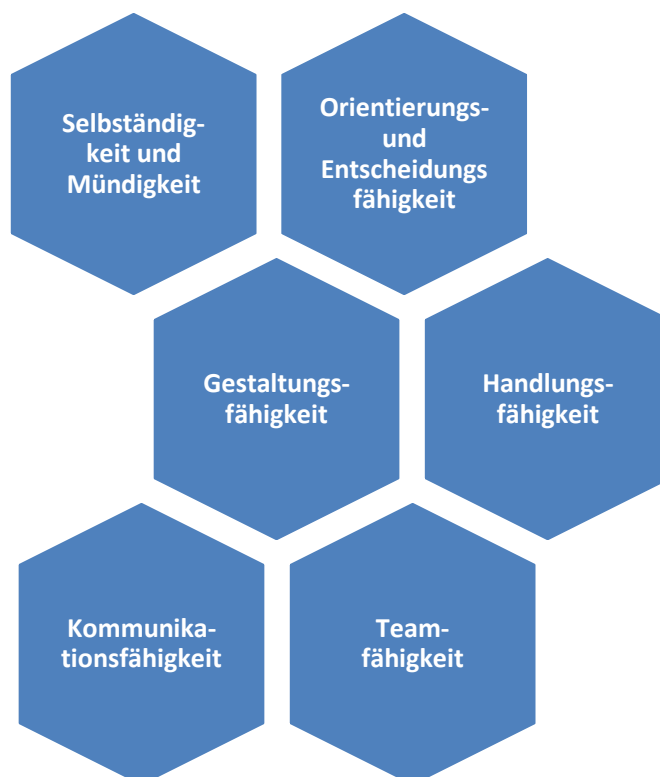 Selbständig-
keit und
Mündigkeit
Orientierungs-
und
Entscheidungs
fähigkeit
Gestaltungs-
fähigkeit
Handlungs-
fähigkeit
Kommunika-
tionsfähigkeit
Team-
fähigkeit